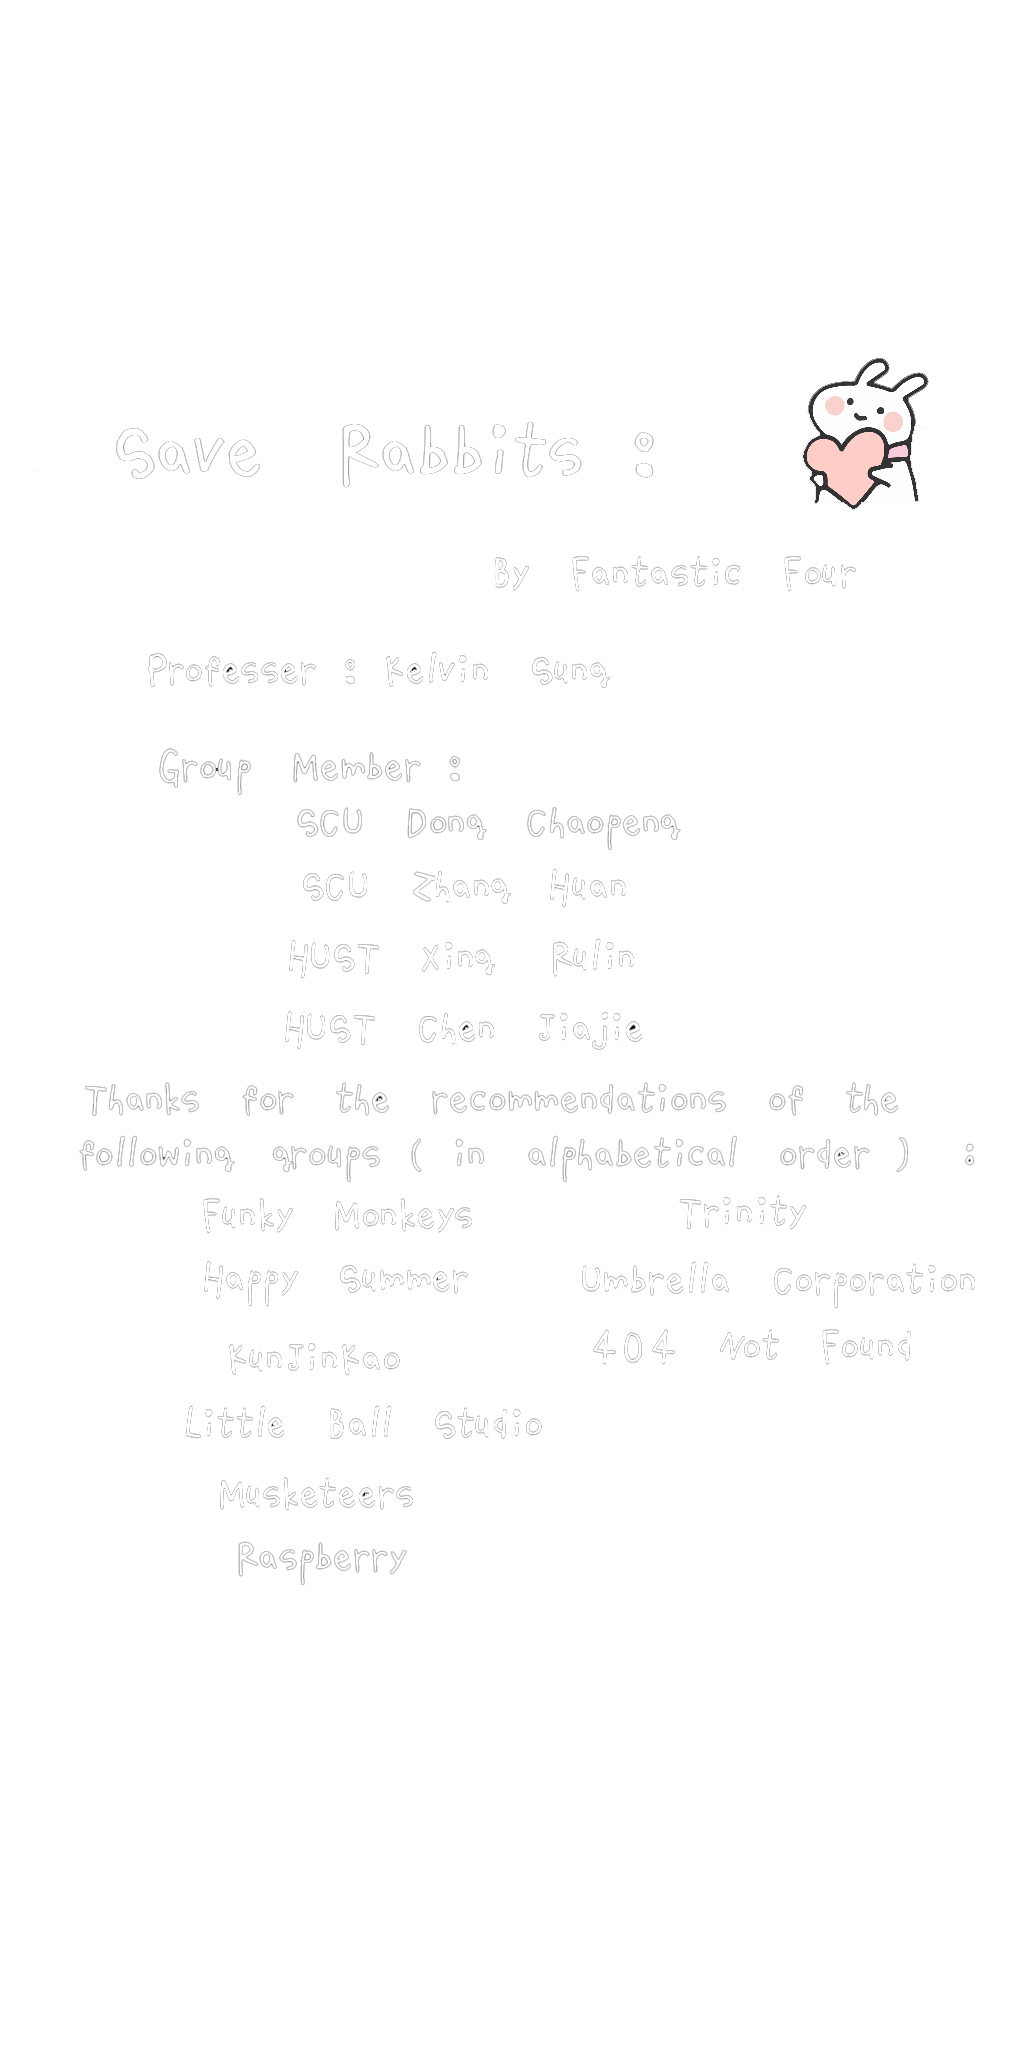 Save Rabbits :
By Fantastic Four
Professer : Kelvin Sung
Group Member :
SCU Dong Chaopeng
SCU Zhang Huan
HUST Xing Rulin
HUST Chen Jiajie
Thanks for the recommendations of the
following groups ( in alphabetical order ) :
Funky Monkeys
Happy Summer
KunJinKao
Little Ball Studio
Musketeers
Raspberry
Trinity
Umbrella Corporation
404 Not Found